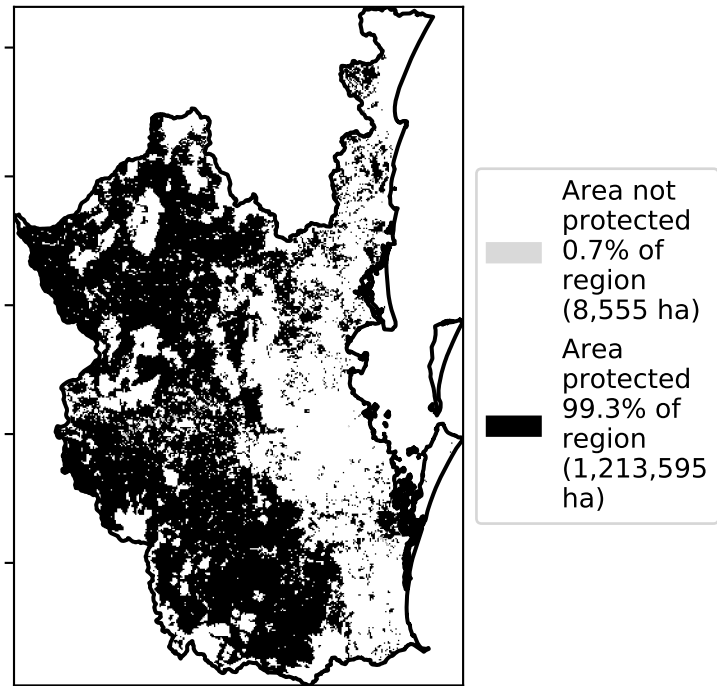 Area not
protected
0.7% of
region
(8,555 ha)
Area
protected
99.3% of
region
(1,213,595
ha)